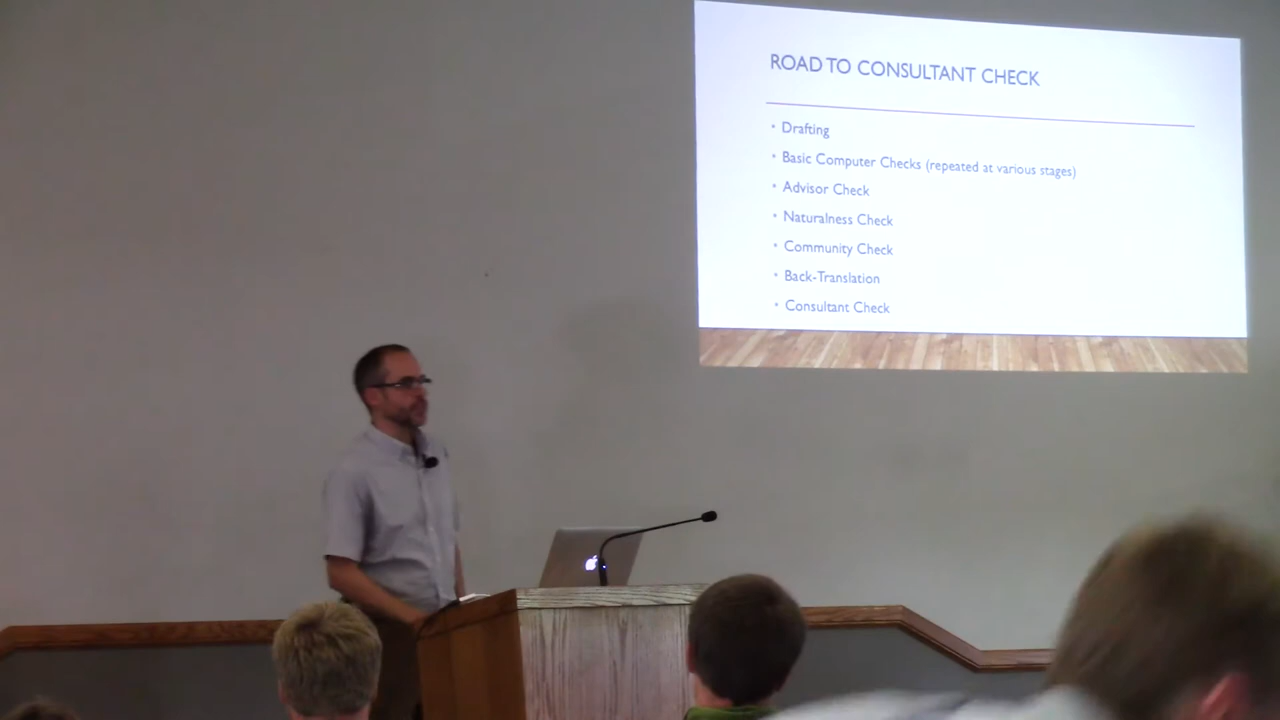 ROAD TO CONSULTANT CHECK
• Drafting
• Basic Computer Checks (repeated at various stages)
• Advisor Check
• Naturalness Check
• Community Check
• Back-Translation
• Consultant Check